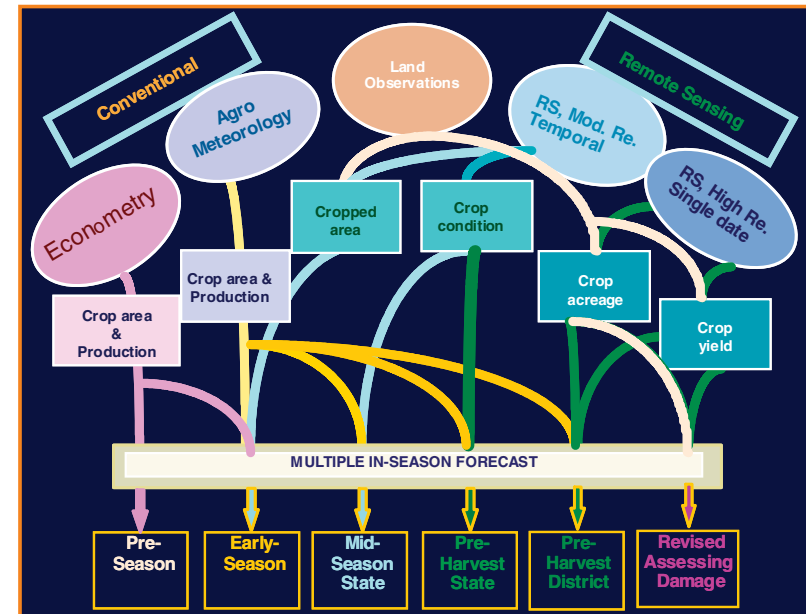 Conventional
Land
Observations
Remote Sensing
Agro
Meteorology
RS, Mod. Re.
Temporal
Econometry
RS, High Re.
Single date
Cropped
area
Crop
condition
Crop area &
Production
Crop
acreage
Crop area
&
Production
Crop
yield
MULTIPLE IN-SEASON FORECAST
Pre-
Season
Early-
Season
Mid-
Season
State
Pre-
Harvest
State
Pre-
Harvest
District
Revised
Assessing
Damage